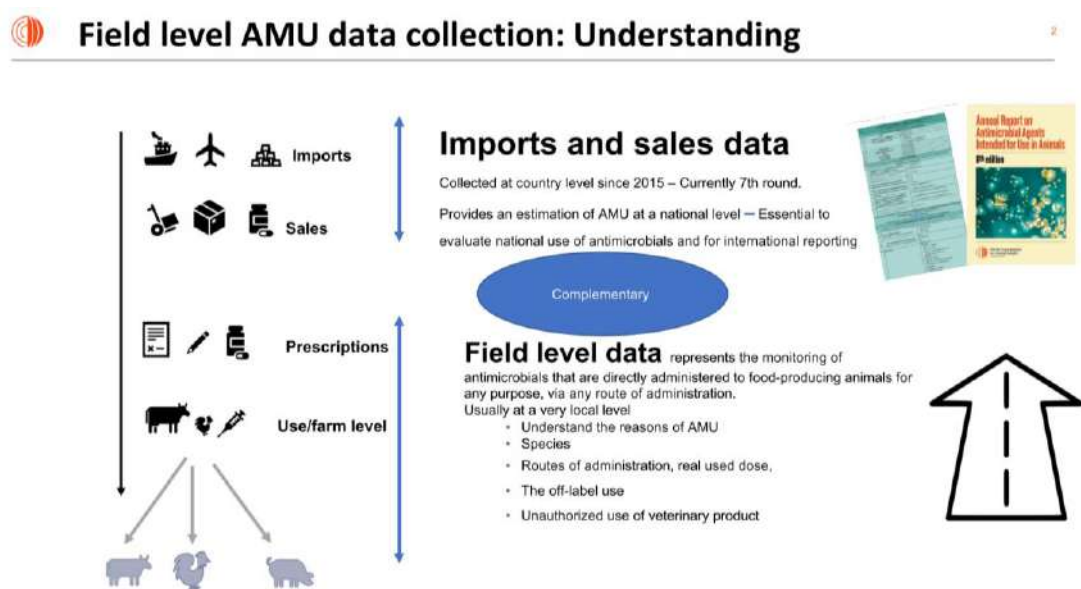 Field level AMU data collection: Understanding
2
Imports
Sales
Prescriptions
Use/farm level
Imports and sales data
Collected at country level since 2015 – Currently 7th round.
Provides an estimation of AMU at a national level – Essential to
evaluate national use of antimicrobials and for international reporting
Annual Report on
Antimicrobial Agents
Intended for Use in Animals
Complementary
Field level data represents the monitoring of
antimicrobials that are directly administered to food-producing animals for
any purpose, via any route of administration.
Usually at a very local level
• Understand the reasons of AMU
• Species
• Routes of administration, real used dose,
• The off-label use
• Unauthorized use of veterinary product